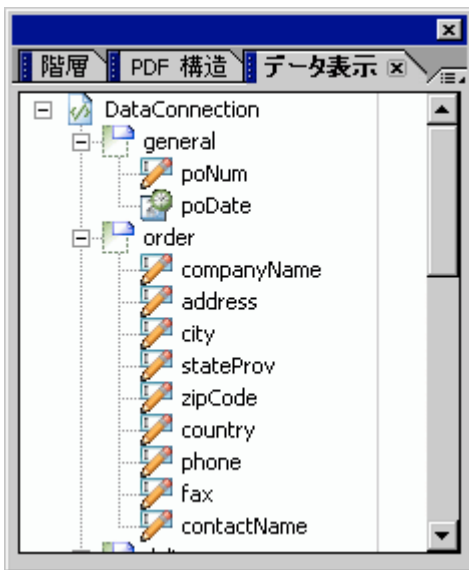 階層 PDF 構造 データ表示
DataConnection
general
poNum
poDate
order
companyName
address
city
stateProv
zipCode
country
phone
fax
contactName